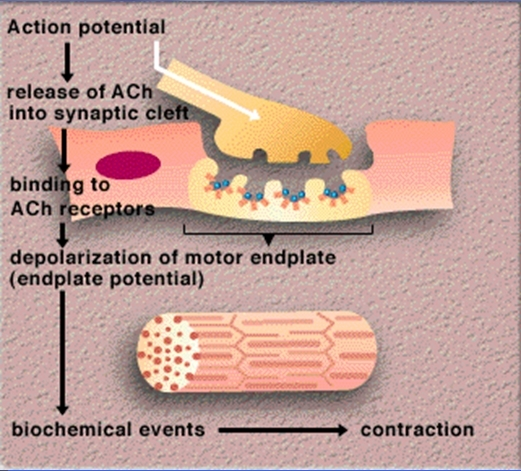 Action potential
release of ACh
into synaptic cleft
binding to
ACh receptors
depolarization of motor endplate
(endplate potential)
biochemical events
contraction